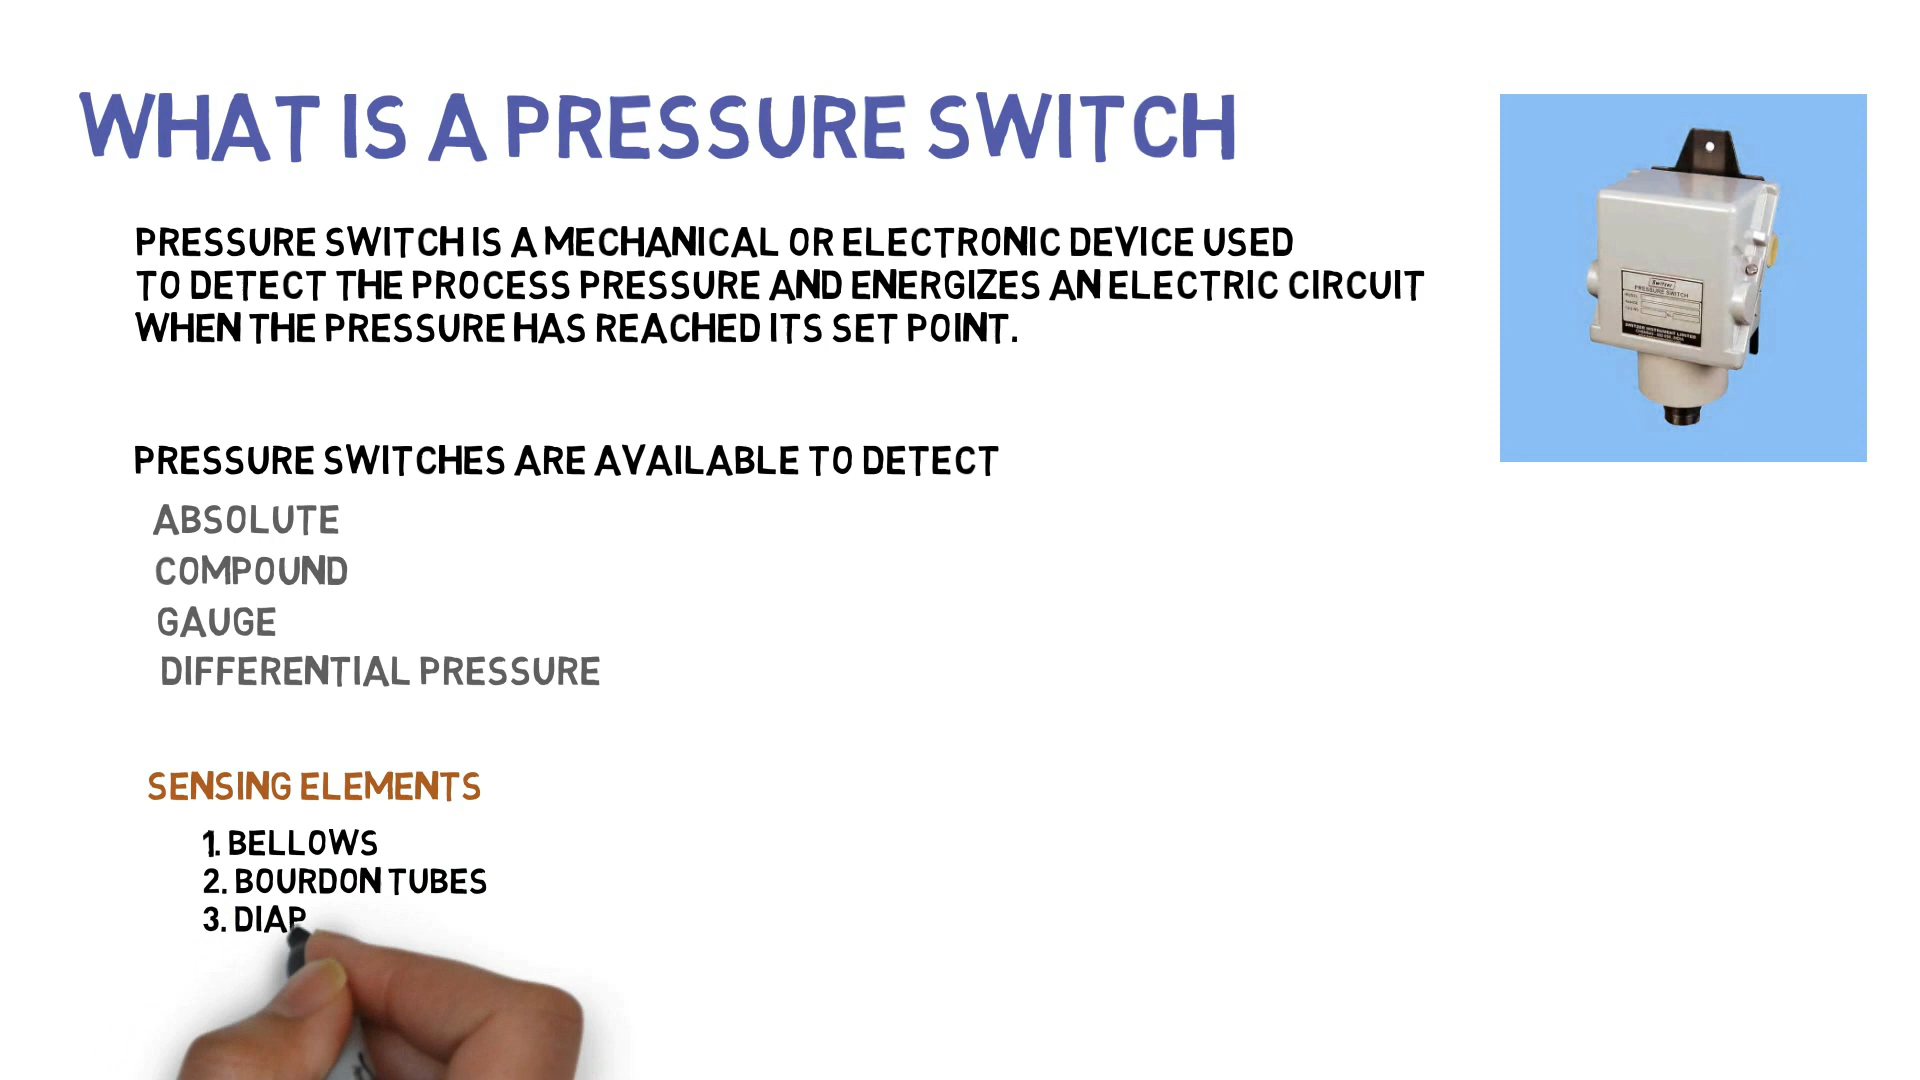 WHAT IS A PRESSURE SWITCH
PRESSURE SWITCH IS A MECHANICAL OR ELECTRONIC DEVICE USED
TO DETECT THE PROCESS PRESSURE AND ENERGIZES AN ELECTRIC CIRCUIT
WHEN THE PRESSURE HAS REACHED ITS SET POINT.
Switzer
PRESSURE SWITCH
PRESSURE SWITCHES ARE AVAILABLE TO DETECT
ABSOLUTE
COMPOUND
GAUGE
DIFFERENTIAL PRESSURE
SENSING ELEMENTS
1. BELLOWS
2. BOURDON TUBES
3. DIAP